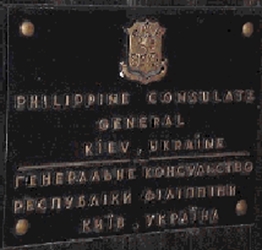 PHILIPPINE CONSULATE
GENERAL
KIEV, UKRAINE
ГЕНЕРАЛЬНЕ КОНСУЛЬСТВО
РЕСПУБЛІКИ ФІЛІППІНИ
КИЇВ, УКРАЇНА